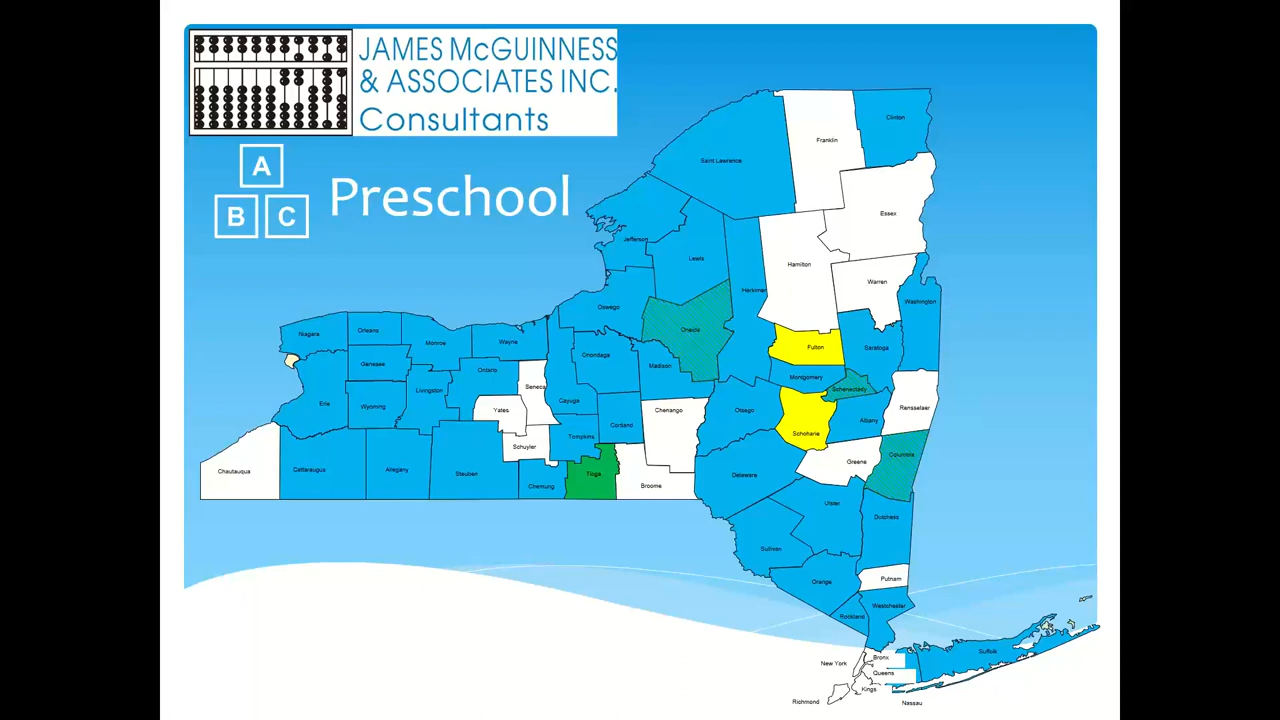 JAMES McGUINNESS
& ASSOCIATES INC.
Consultants
A
B C
Preschool
Clinton
Franklin
Saint Lawrence
Essex
Jefferson
Lewis
Hamilton
Warren
Herkimer
Washington
Oswego
Oneida
Niagara
Orleans
Monroe
Wayne
Fulton
Saratoga
Onondaga
Madison
Genesee
Ontario
Montgomery
Schenectady
Seneca
Livingston
Cayuga
Erie
Wyoming
Yates
Chenango
Otsego
Rensselaer
Albany
Cortland
Schoharie
Tompkins
Schuyler
Columbia
Greene
Chautauqua
Cattaraugus
Allegany
Steuben
Tioga
Delaware
Chemung
Broome
Ulster
Dutchess
Sullivan
Orange
Putnam
Westchester
Rockland
Suffolk
New York
Bronx
Queens
Kings
Richmond
Nassau